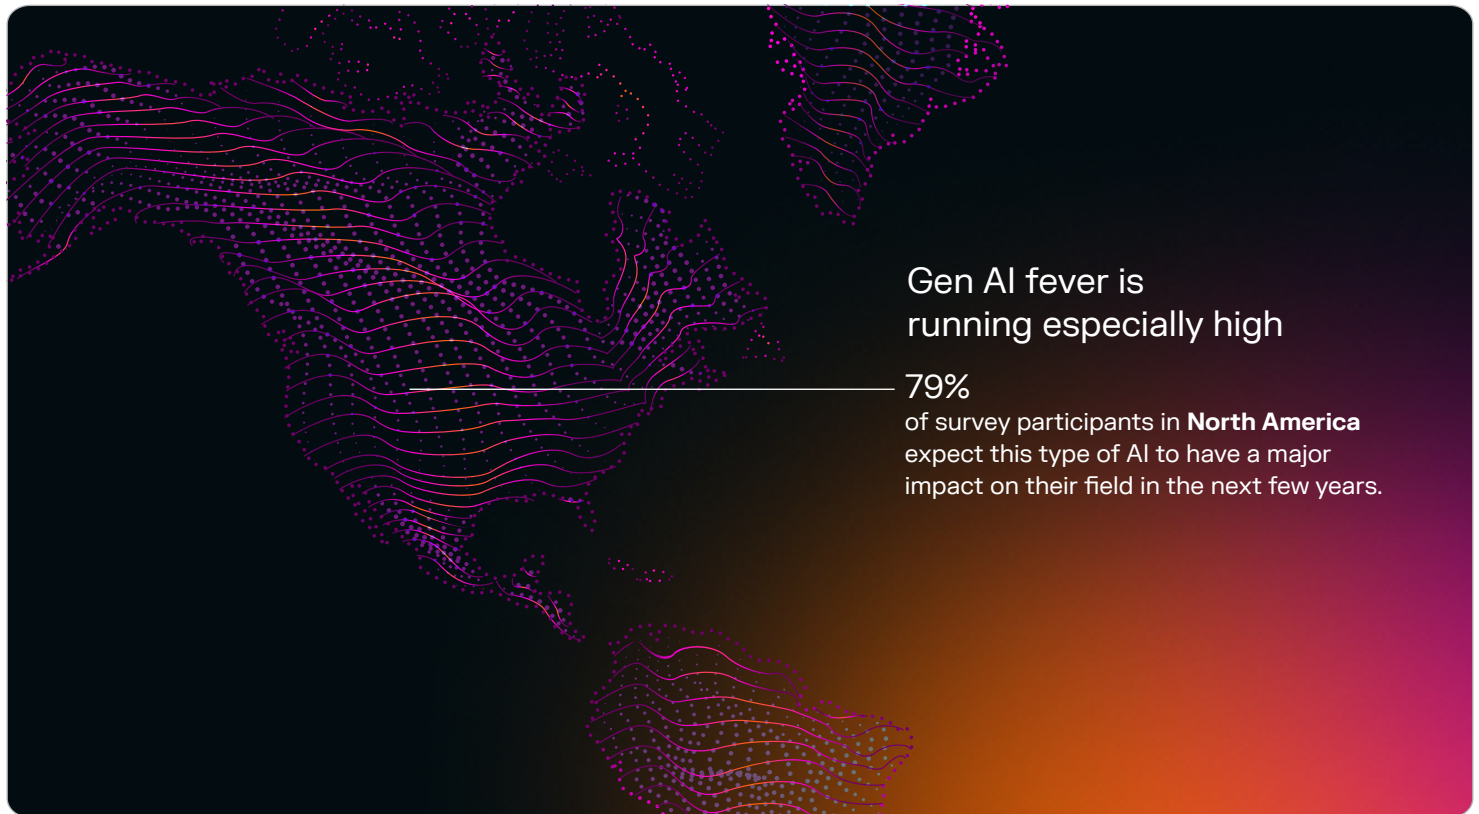 Gen AI fever is
running especially high
79%
of survey participants in North America
expect this type of AI to have a major
impact on their field in the next few years.